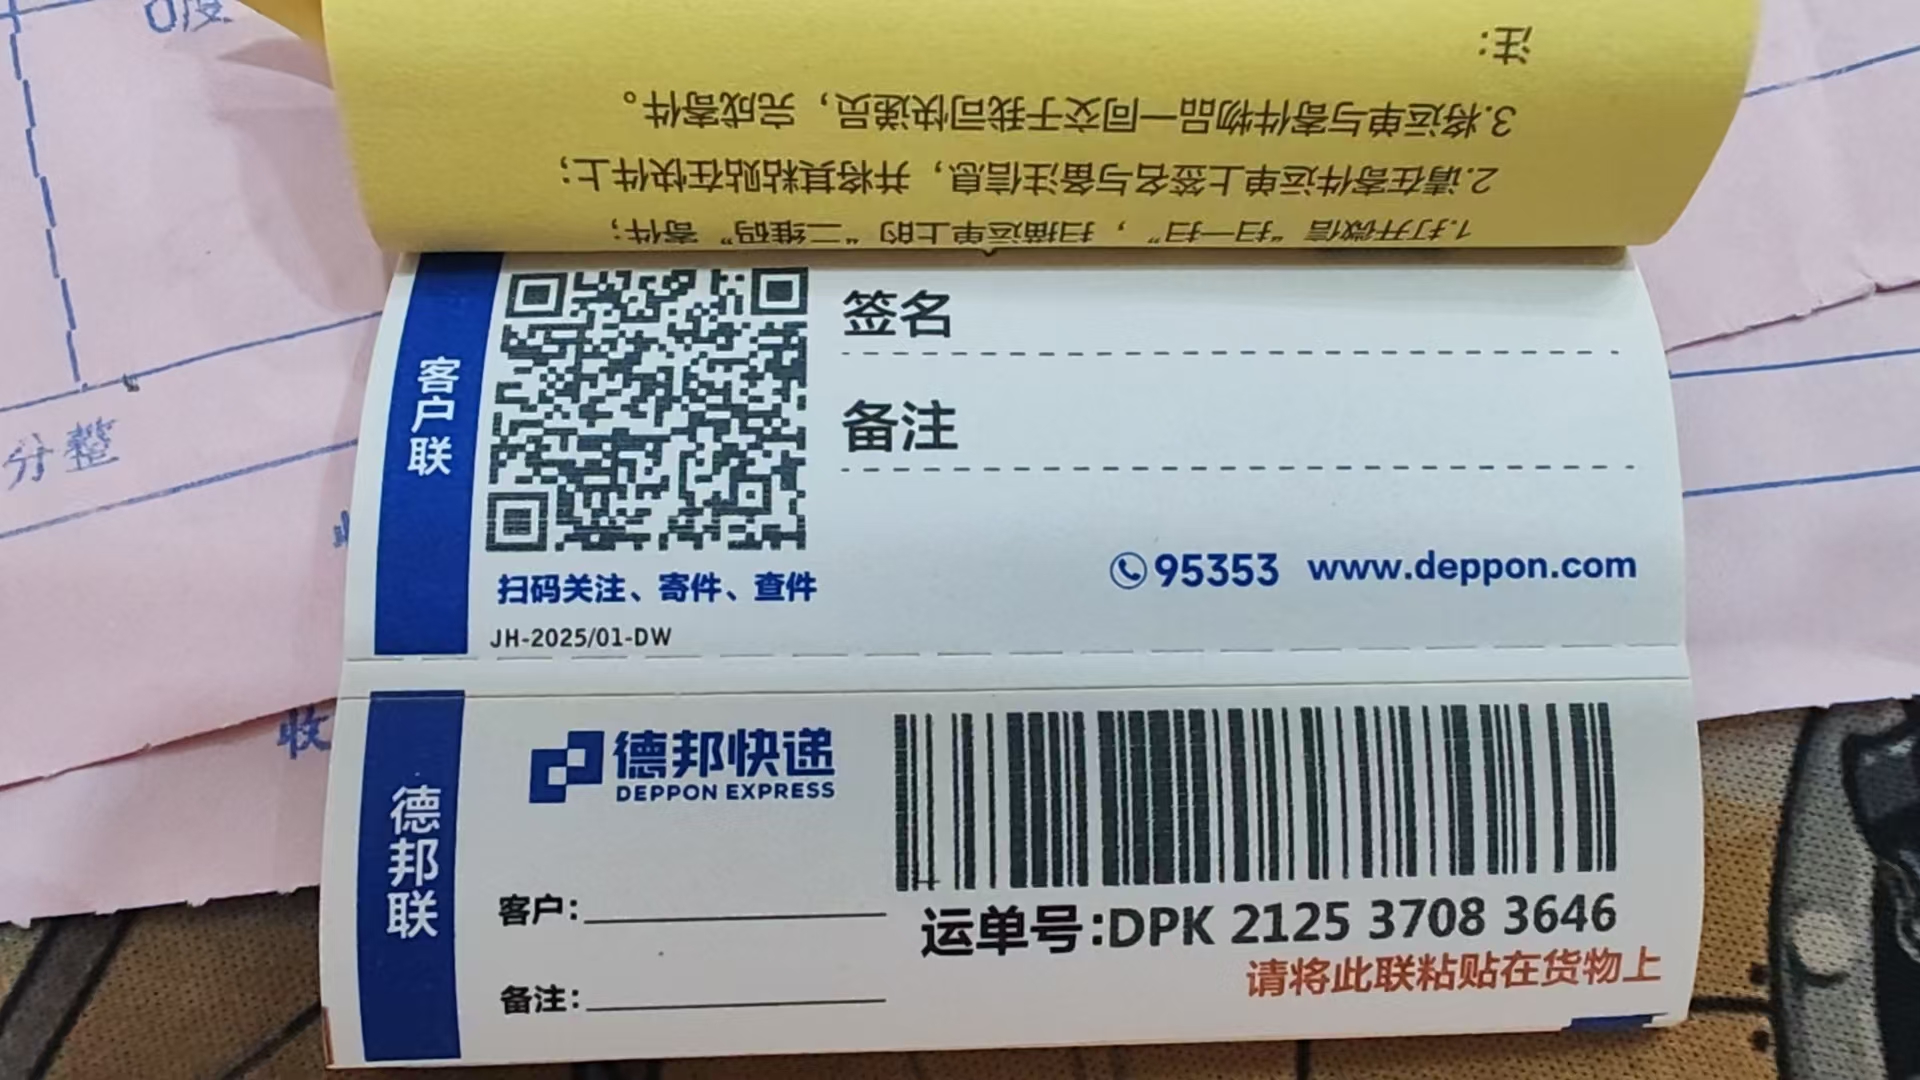 0度
注：
3.将运单与寄件物品一同交于我司快递员，完成寄件。
2.请在寄件运单上签名与备注信息，并将其粘贴在快件上；
1.打开微信“扫一扫”，扫描运单上的“二维码”寄件；
客户联
签名
备注
分整
扫码关注、寄件、查件
95353 www.deppon.com
JH-2025/01-DW
收
德邦联
德邦快递
DEPPON EXPRESS
客户：
运单号:DPK 2125 3708 3646
请将此联粘贴在货物上
备注：